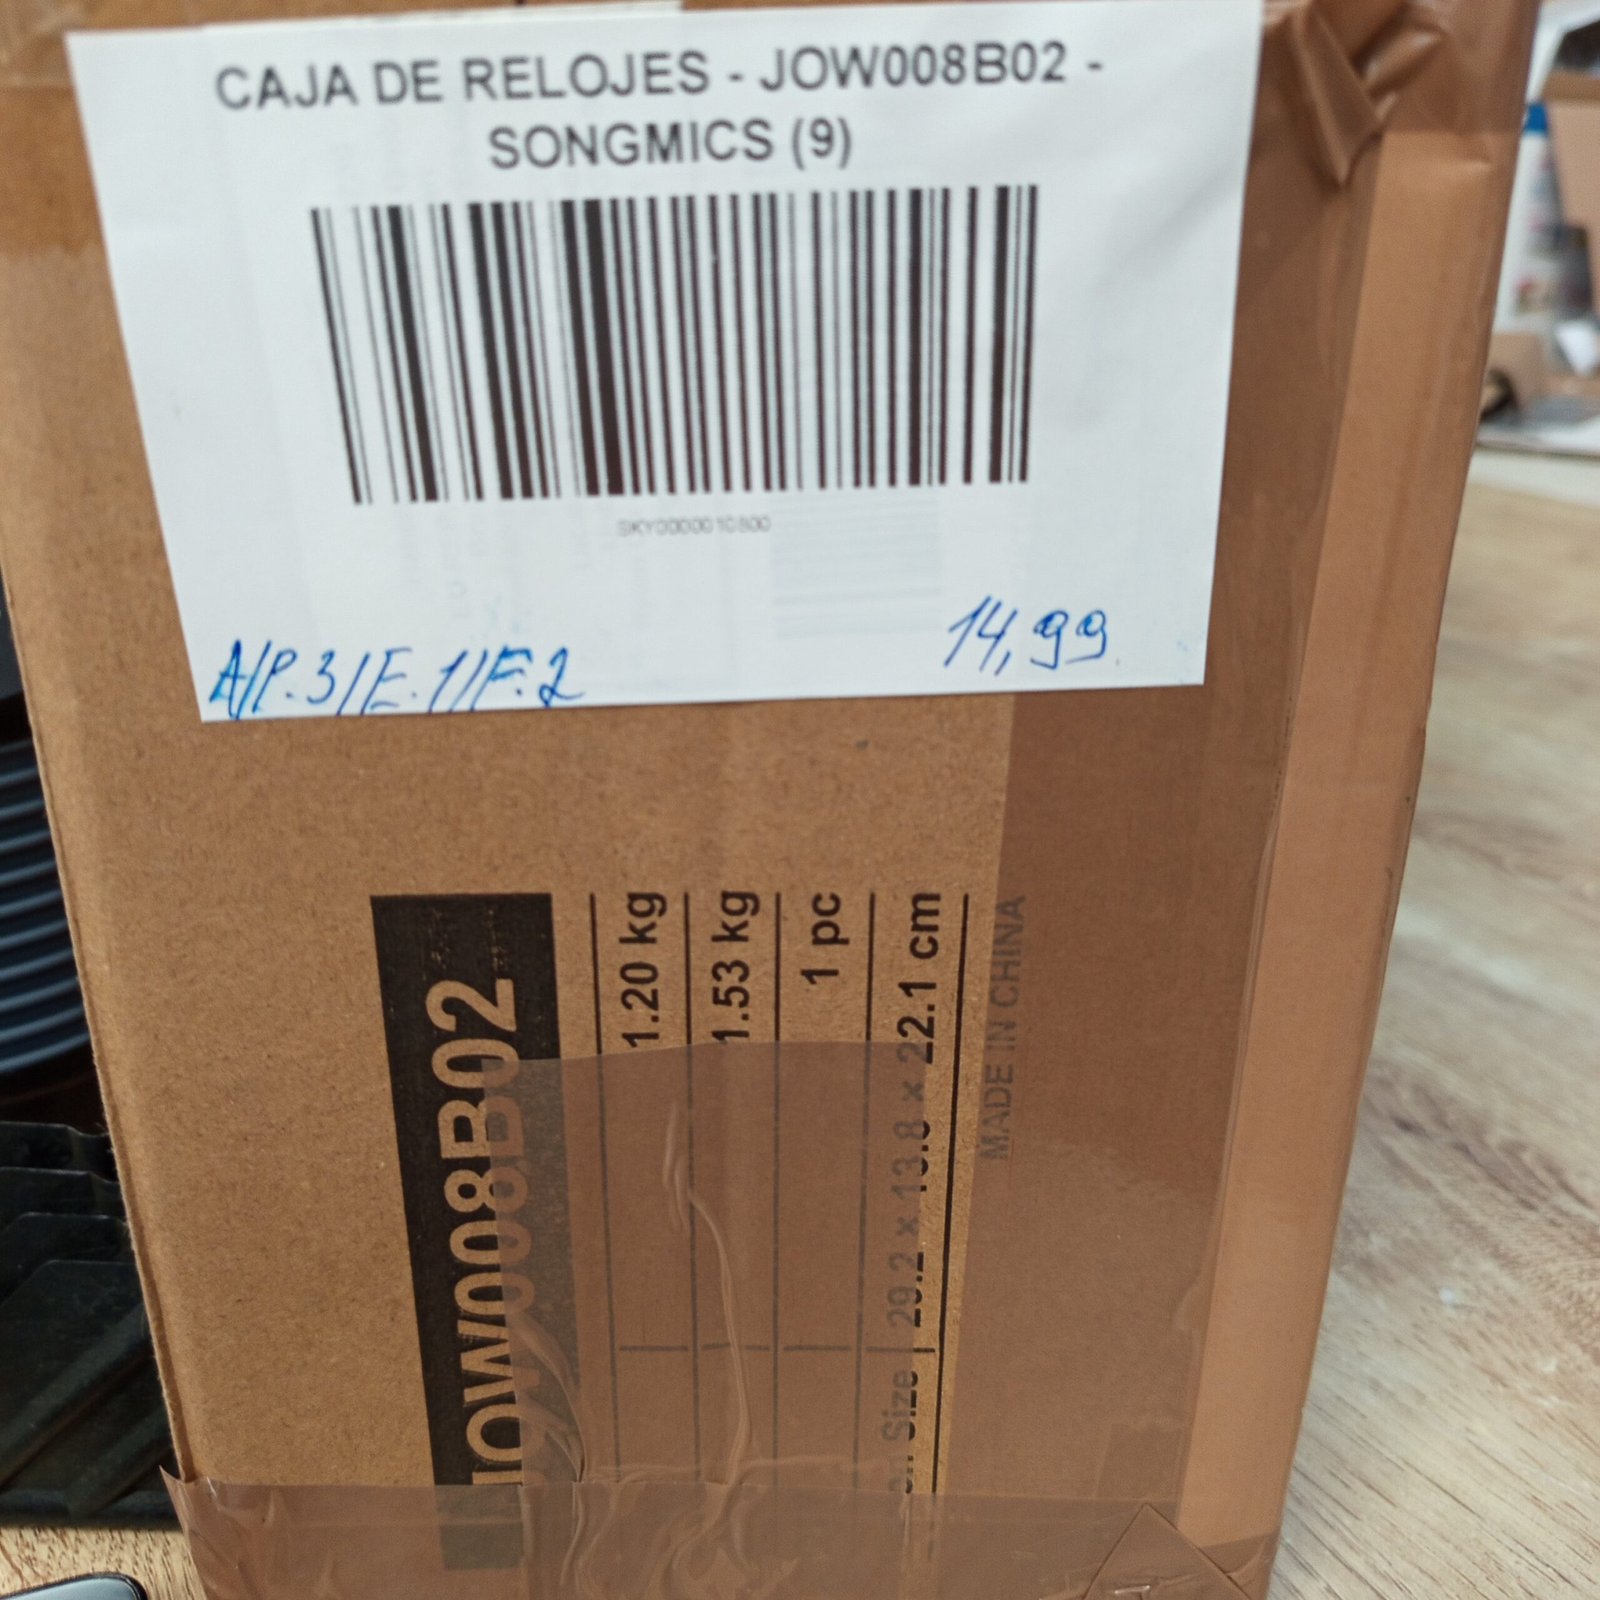 CAJA DE RELOJES - JOW008B02 -
SONGMICS (9)
SKY0000010800
A/P.3/E.1/F.2
14,99
JOW008B02
1.20 kg
1.53 kg
1 pc
Size 29.2 × 13.8 × 22.1 cm
MADE IN CHINA